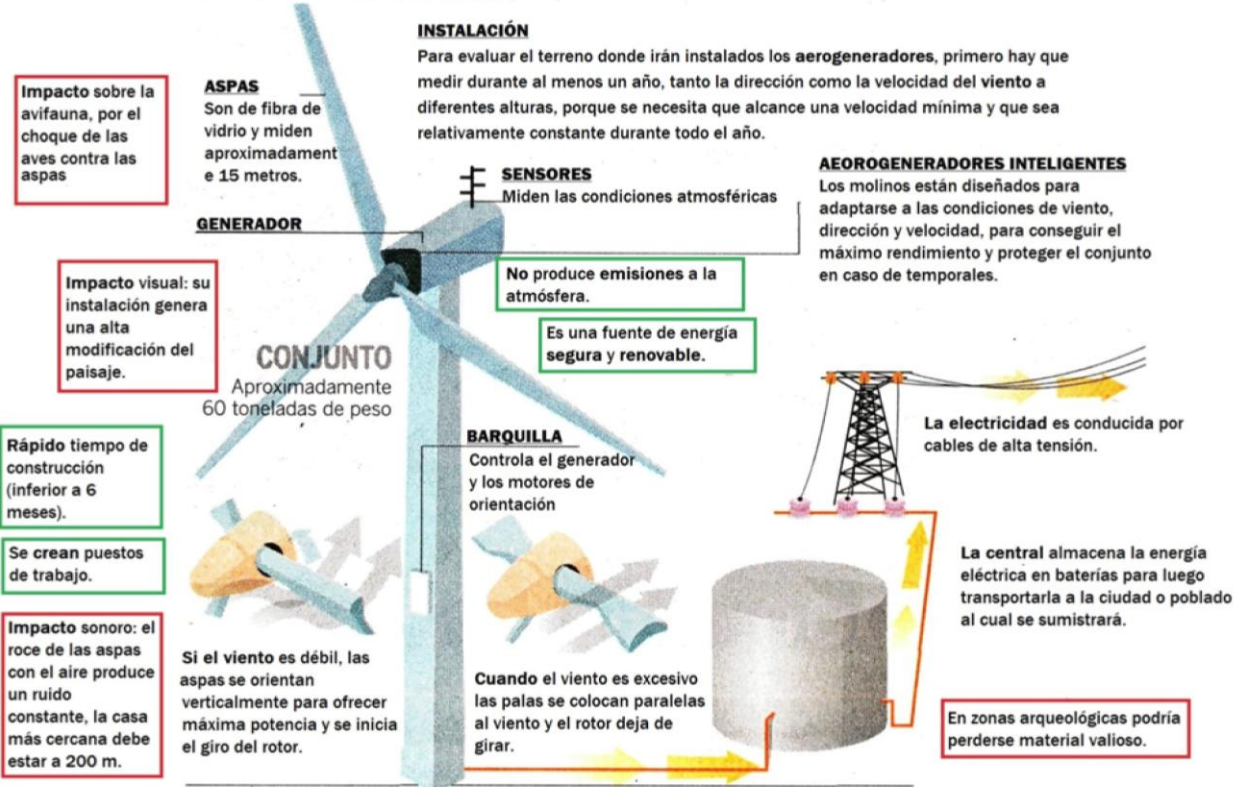 INSTALACIÓN
Para evaluar el terreno donde irán instalados los aerogeneradores, primero hay que
medir durante al menos un año, tanto la dirección como la velocidad del viento a
diferentes alturas, porque se necesita que alcance una velocidad mínima y que sea
relativamente constante durante todo el año.
Impacto sobre la
avifauna, por el
choque de las
aves contra las
aspas
ASPAS
Son de fibra de
vidrio y miden
aproximadament
e 15 metros.
SENSORES
Miden las condiciones atmosféricas
AEOROGENERADORES INTELIGENTES
Los molinos están diseñados para
adaptarse a las condiciones de viento,
dirección y velocidad, para conseguir el
máximo rendimiento y proteger el conjunto
en caso de temporales.
GENERADOR
Impacto visual: su
instalación genera
una alta
modificación del
paisaje.
No produce emisiones a la
atmósfera.
Es una fuente de energía
segura y renovable.
CONJUNTO
Aproximadamente
60 toneladas de peso
La electricidad es conducida por
cables de alta tensión.
Rápido tiempo de
construcción
(inferior a 6
meses).
BARQUILLA
Controla el generador
y los motores de
orientación
Se crean puestos
de trabajo.
La central almacena la energía
eléctrica en baterías para luego
transportarla a la ciudad o poblado
al cual se sumistrará.
Impacto sonoro: el
roce de las aspas
con el aire produce
un ruido
constante, la casa
más cercana debe
estar a 200 m.
Si el viento es débil, las
aspas se orientan
verticalmente para ofrecer
máxima potencia y se inicia
el giro del rotor.
Cuando el viento es excesivo
las palas se colocan paralelas
al viento y el rotor deja de
girar.
En zonas arqueológicas podría
perderse material valioso.